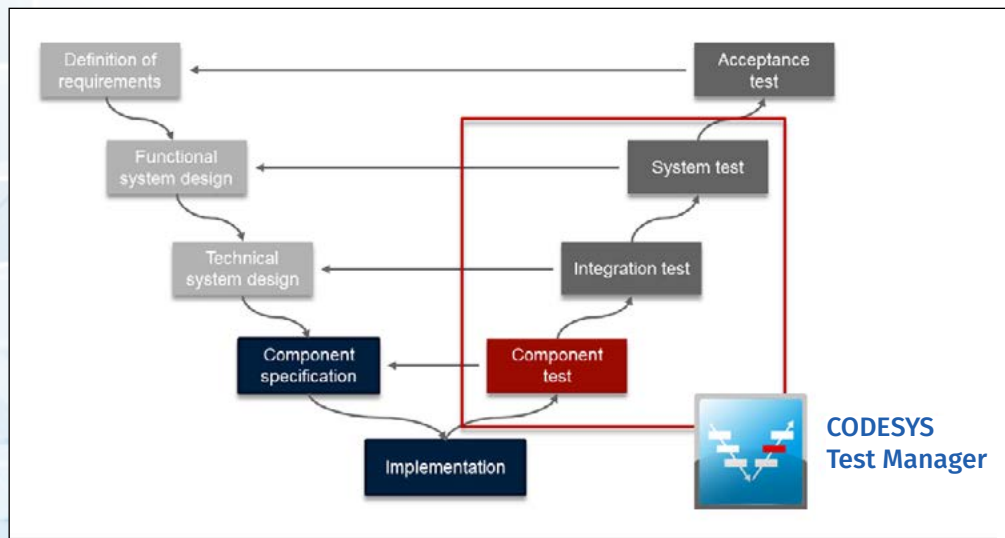 Definition of
requirements
Acceptance
test
Functional
system design
System test
Technical
system design
Integration test
Component
specification
Component
test
Implementation
CODESYS
Test Manager